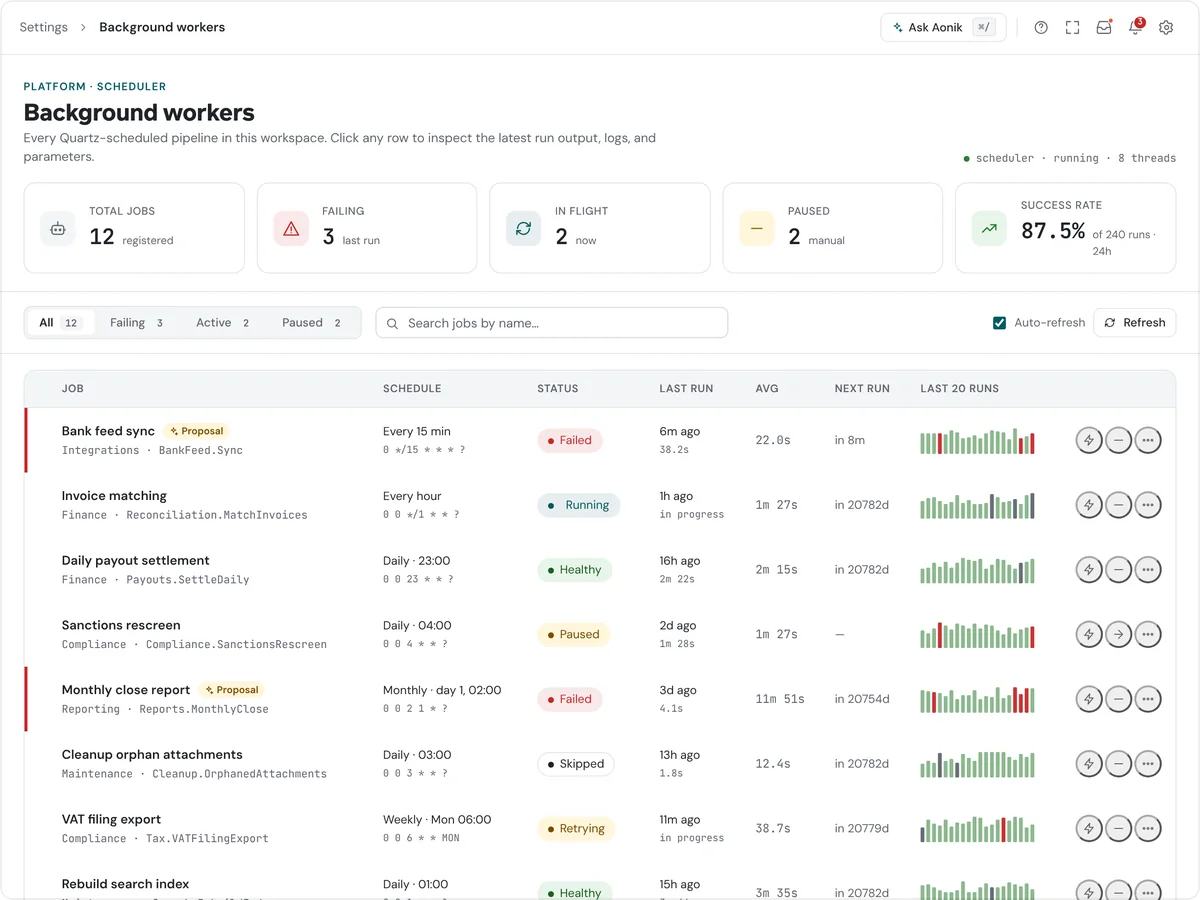 Settings > Background workers
Ask Aonik ⌘/
3
PLATFORM · SCHEDULER
Background workers
Every Quartz-scheduled pipeline in this workspace. Click any row to inspect the latest run output, logs, and
parameters.
scheduler · running · 8 threads
TOTAL JOBS
12 registered
FAILING
3 last run
IN FLIGHT
2 now
PAUSED
2 manual
SUCCESS RATE
87.5% of 240 runs ·
24h
All 12 Failing 3 Active 2 Paused 2
Search jobs by name...
Auto-refresh Refresh
JOB SCHEDULE STATUS LAST RUN AVG NEXT RUN LAST 20 RUNS
Bank feed sync Proposal Every 15 min Failed 6m ago 22.0s in 8m
Integrations · BankFeed.Sync 0 */15 * * * ? 38.2s
Invoice matching Every hour Running 1h ago 1m 27s in 20782d
Finance · Reconciliation.MatchInvoices 0 0 */1 * * ? in progress
Daily payout settlement Daily · 23:00 Healthy 16h ago 2m 15s in 20782d
Finance · Payouts.SettleDaily 0 0 23 * * ? 2m 22s
Sanctions rescreen Daily · 04:00 Paused 2d ago 1m 27s —
Compliance · Compliance.SanctionsRescreen 0 0 4 * * ? 1m 28s
Monthly close report Proposal Monthly · day 1, 02:00 Failed 3d ago 11m 51s in 20754d
Reporting · Reports.MonthlyClose 0 0 2 1 * ? 4.1s
Cleanup orphan attachments Daily · 03:00 Skipped 13h ago 12.4s in 20782d
Maintenance · Cleanup.OrphanedAttachments 0 0 3 * * ? 1.8s
VAT filing export Weekly · Mon 06:00 Retrying 11m ago 38.7s in 20779d
Compliance · Tax.VATFilingExport 0 0 6 * * MON in progress
Rebuild search index Daily · 01:00 Healthy 15h ago 3m 35s in 20782d